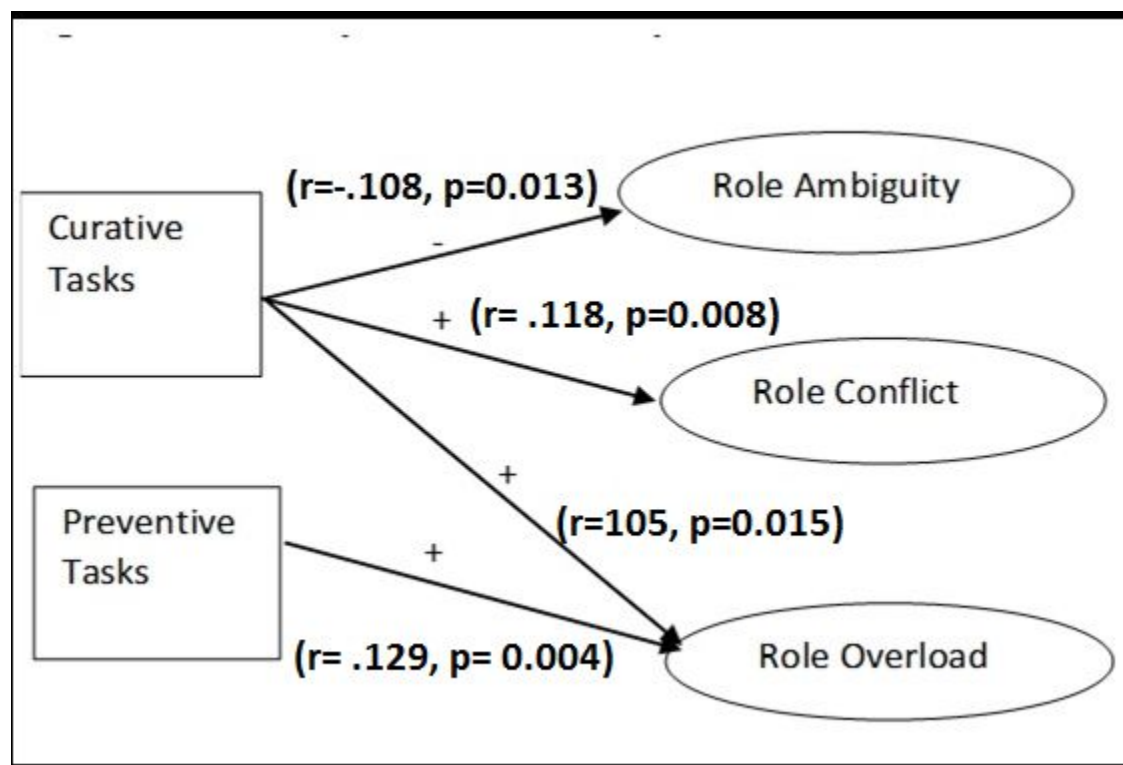 (r=-.108, p=0.013)
Role Ambiguity
Curative
Tasks
-
+
(r= .118, p=0.008)
Role Conflict
+
(r=105, p=0.015)
Preventive
Tasks
+
(r= .129, p= 0.004)
Role Overload